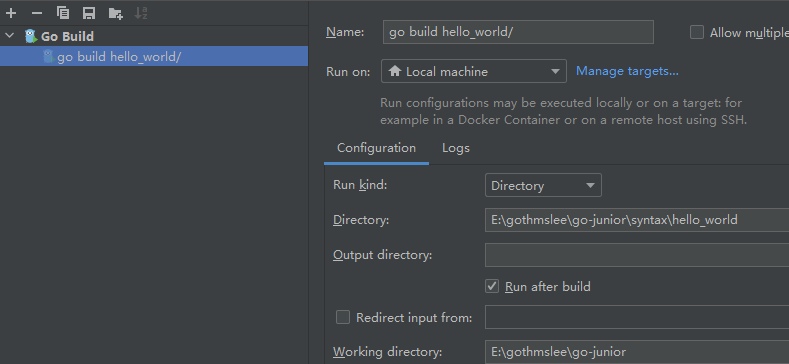 Go Build
go build hello_world/
Name: go build hello_world/ Allow multiple
Run on: Local machine Manage targets...
Run configurations may be executed locally or on a target: for
example in a Docker Container or on a remote host using SSH.
Configuration Logs
Run kind: Directory
Directory: E:\gothmslee\go-junior\syntax\hello_world
Output directory:
Run after build
Redirect input from:
Working directory: E:\gothmslee\go-junior